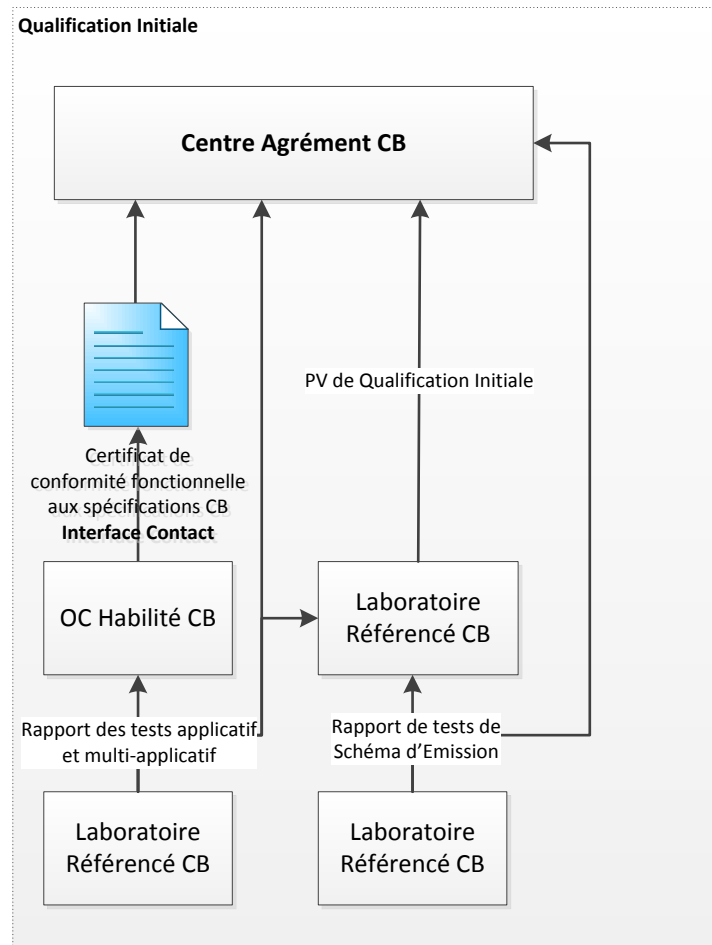 Qualification Initiale
Centre Agrément CB
PV de Qualification Initiale
Certificat de
conformité fonctionnelle
aux spécifications CB
Interface Contact
OC Habilité CB
Laboratoire
Référencé CB
Rapport des tests applicatif
et multi-applicatif
Rapport de tests de
Schéma d'Emission
Laboratoire
Référencé CB
Laboratoire
Référencé CB